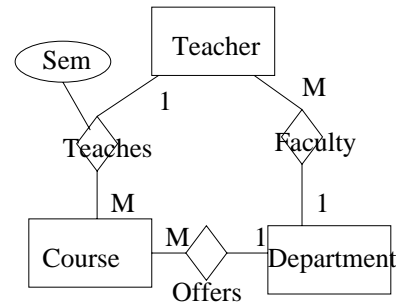 Teacher
Sem
1
M
Teaches
Faculty
M
1
Course
M
1
Department
Offers